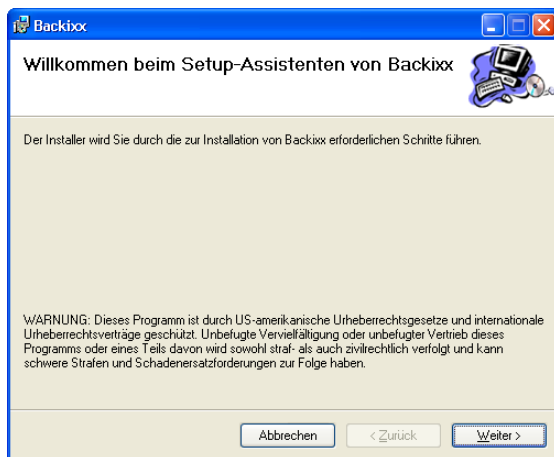 Backixx
Willkommen beim Setup-Assistenten von Backixx
Der Installer wird Sie durch die zur Installation von Backixx erforderlichen Schritte führen.
WARNUNG: Dieses Programm ist durch US-amerikanische Urheberrechtsgesetze und internationale
Urheberrechtsverträge geschützt. Unbefugte Vervielfältigung oder unbefugter Vertrieb dieses
Programms oder eines Teils davon wird sowohl straf- als auch zivilrechtlich verfolgt und kann
schwere Strafen und Schadenersatzforderungen zur Folge haben.
Abbrechen
< Zurück
Weiter >